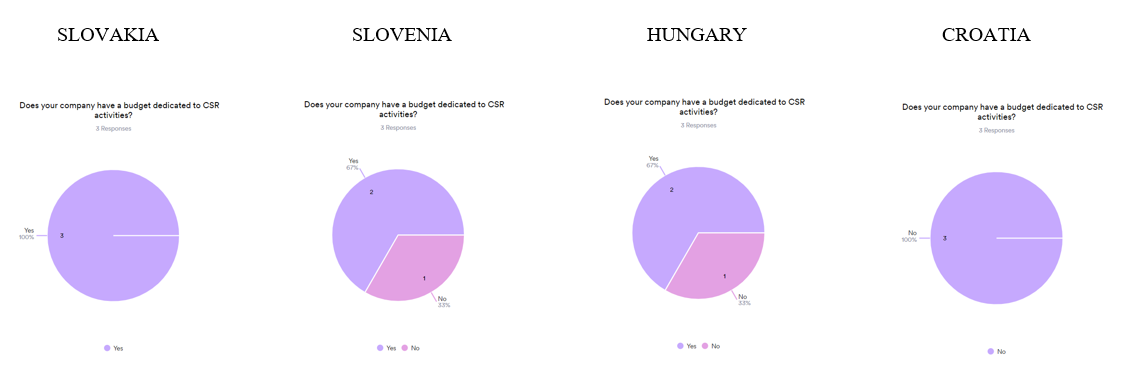 SLOVAKIA
Does your company have a budget dedicated to CSR
activities?
3 Responses
Yes
100%
3
Yes
SLOVENIA
Does your company have a budget dedicated to CSR
activities?
3 Responses
Yes
67%
2
1
No
33%
Yes No
HUNGARY
Does your company have a budget dedicated to CSR
activities?
3 Responses
Yes
67%
2
1
No
33%
Yes No
CROATIA
Does your company have a budget dedicated to CSR
activities?
3 Responses
No
100%
3
No